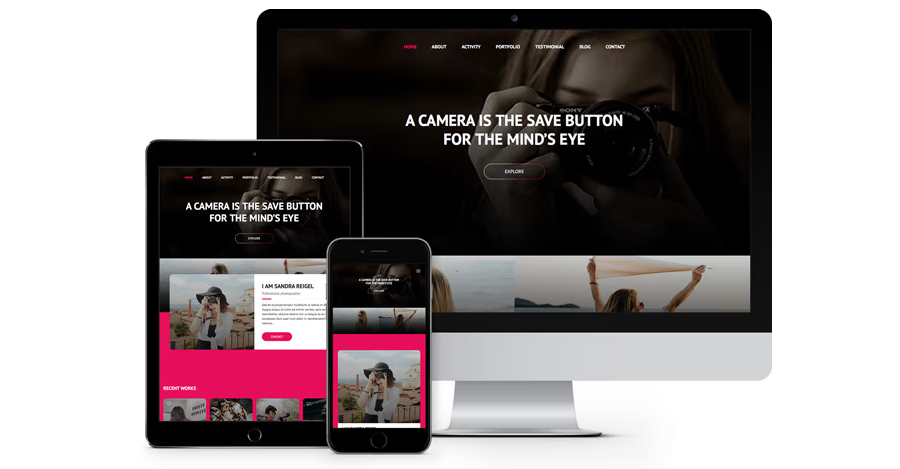 HOME ABOUT ACTIVITY PORTFOLIO TESTIMONIAL BLOG CONTACT
SONY
A CAMERA IS THE SAVE BUTTON
FOR THE MIND'S EYE
EXPLORE
HOME ABOUT ACTIVITY PORTFOLIO TESTIMONIAL BLOG CONTACT
A CAMERA IS THE SAVE BUTTON
FOR THE MIND'S EYE
EXPLORE
I AM SANDRA REIGEL
Professional photographer
CONTACT
RECENT WORKS
A CAMERA IS THE SAVE BUTTON
FOR THE MIND'S EYE
EXPLORE